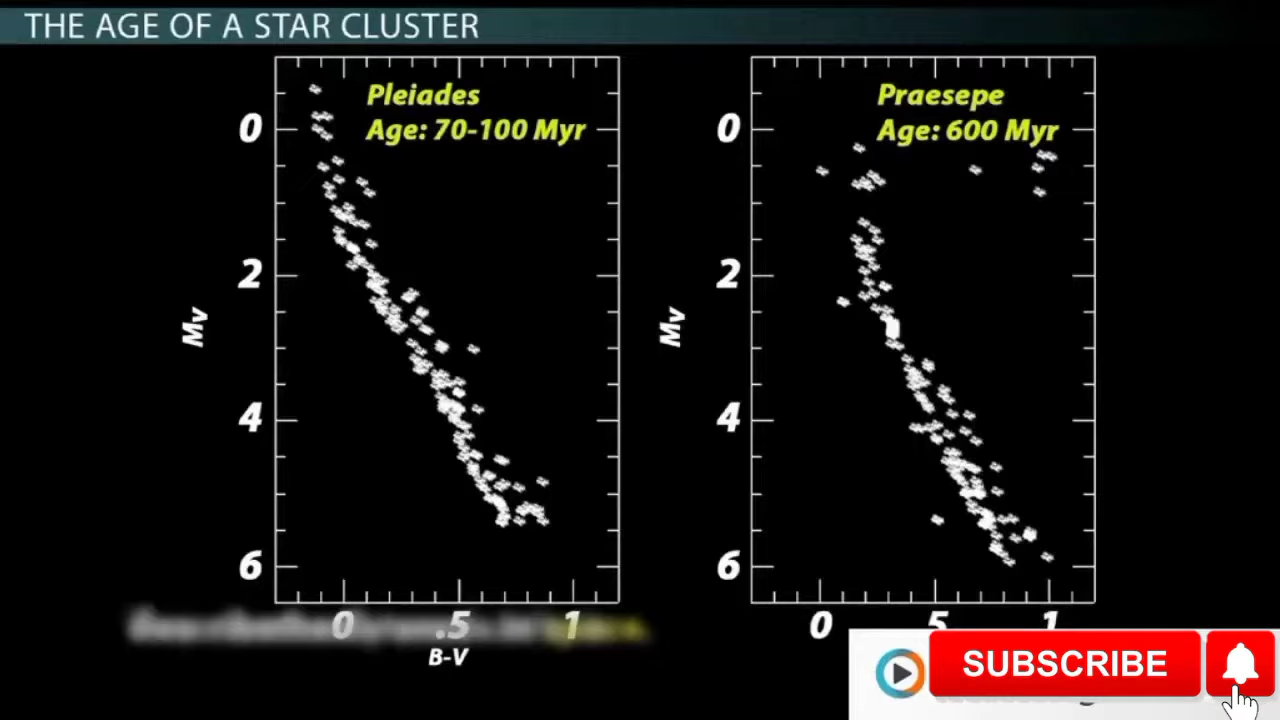 THE AGE OF A STAR CLUSTER
Pleiades
Age: 70-100 Myr
0
2
4
6
Mv
0 .5 1
B-V
Praesepe
Age: 600 Myr
0
2
4
6
Mv
0 .5 1
SUBSCRIBE